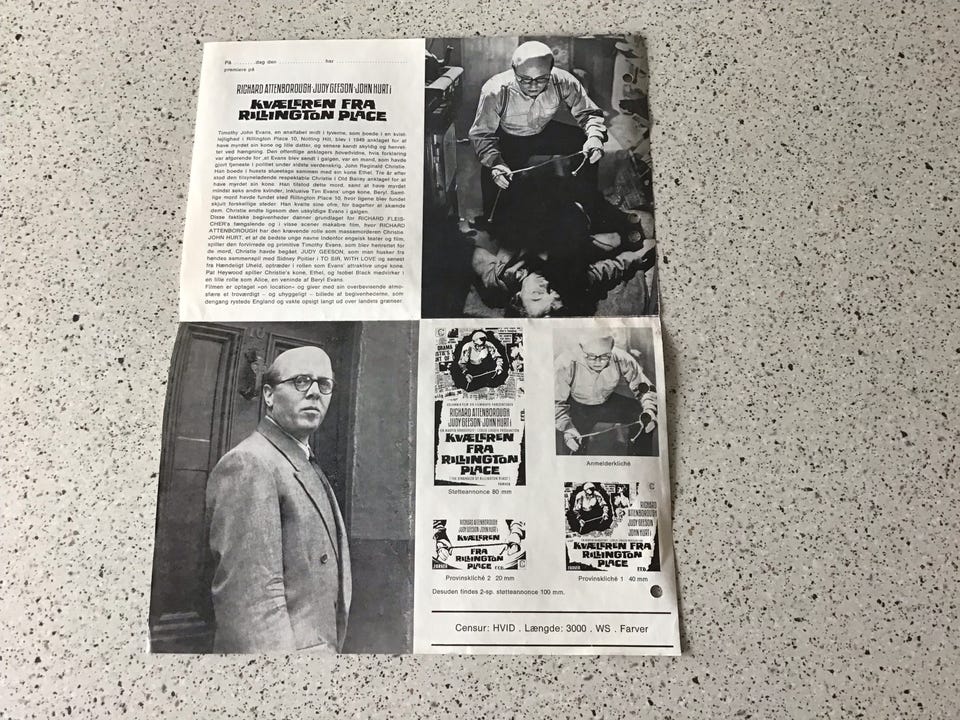 På ........ dag den .................. har ............................
premiere på
RICHARD ATTENBOROUGH · JUDY GEESON · JOHN HURT i
KVÆLEREN FRA
RILLINGTON PLACE
Timothy John Evans, en analfabet midt i tyverne, som boede i en kvist-
lejlighed i Rillington Place 10, Notting Hill, blev i 1949 anklaget for at
have myrdet sin kone og lille datter, og senere kendt skyldig og henret-
tet ved hængning. Den offentlige anklagers hovedvidne, hvis forklaring
var afgørende for at Evans blev sendt i galgen, var en mand, som havde
gjort tjeneste i politiet under sidste verdenskrig, John Reginald Christie.
Han boede i husets stueetage sammen med sin kone Ethel. Tre år efter
stod den tilsyneladende respektable Christie i Old Bailey anklaget for at
have myrdet sin kone. Han tilstod dette mord, samt at have myrdet
mindst seks andre kvinder, inklusive Tim Evans' unge kone, Beryl. Sam-
lige mord havde fundet sted Rillington Place 10, hvor ligene blev fundet
skjult forskellige steder. Han kvalte sine ofre, for bagefter at skænde
dem. Christie endte ligesom den uskyldige Evans i galgen.
Disse faktiske begivenheder danner grundlaget for RICHARD FLEIS-
CHER's fængslende og i visse scener makabre film, hvor RICHARD
ATTENBOROUGH har den krævende rolle som massemorderen Christie.
JOHN HURT, et af de bedste unge navne indenfor engelsk teater og film,
spiller den forvirrede og primitive Timothy Evans, som blev henrettet for
de mord, Christie havde begået. JUDY GEESON, som man husker fra
hendes sammenspil med Sidney Poitier i TO SIR, WITH LOVE og senest
fra Hændeligt Uheld, optræder i rollen som Evans' attraktive unge kone.
Pat Heywood spiller Christie's kone, Ethel, og Isobel Black medvirker i
en lille rolle som Alice, en veninde af Beryl Evans.
Filmen er optaget »on location« og giver med sin overbevisende atmo-
sfære et troværdigt – og uhyggeligt – billede af begivenhederne, som
dengang rystede England og vakte opsigt langt ud over landets grænser.
DRAMA
RICHARD ATTENBOROUGH
JUDY GEESON · JOHN HURT i
KVÆLEREN
FRA
RILLINGTON
PLACE
(THE STRANGLER OF RILLINGTON PLACE)
FARVER
Støtteannonce 80 mm
Anmelderkliché
RICHARD ATTENBOROUGH
JUDY GEESON · JOHN HURT i
KVÆLEREN
FRA
RILLINGTON
PLACE
FARVER
F.F.B.
Provinskliché 2 20 mm
RICHARD
ATTENBOROUGH
JUDY GEESON
JOHN HURT i
KVÆLEREN FRA
RILLINGTON
PLACE
FARVER
F.F.B.
Provinskliché 1 40 mm
Desuden findes 2-sp. støtteannonce 100 mm.
Censur: HVID . Længde: 3000 . WS . Farver